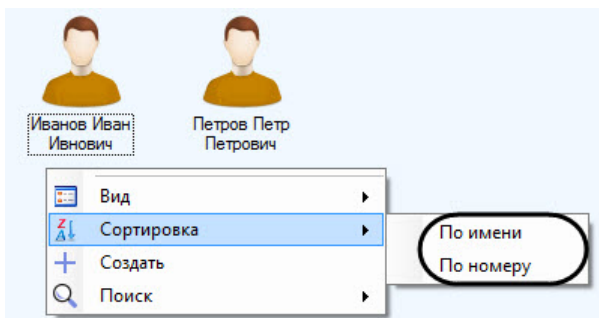 Иванов Иван
Ивнович
Петров Петр
Петрович
Вид
Сортировка
По имени
Создать
По номеру
Поиск